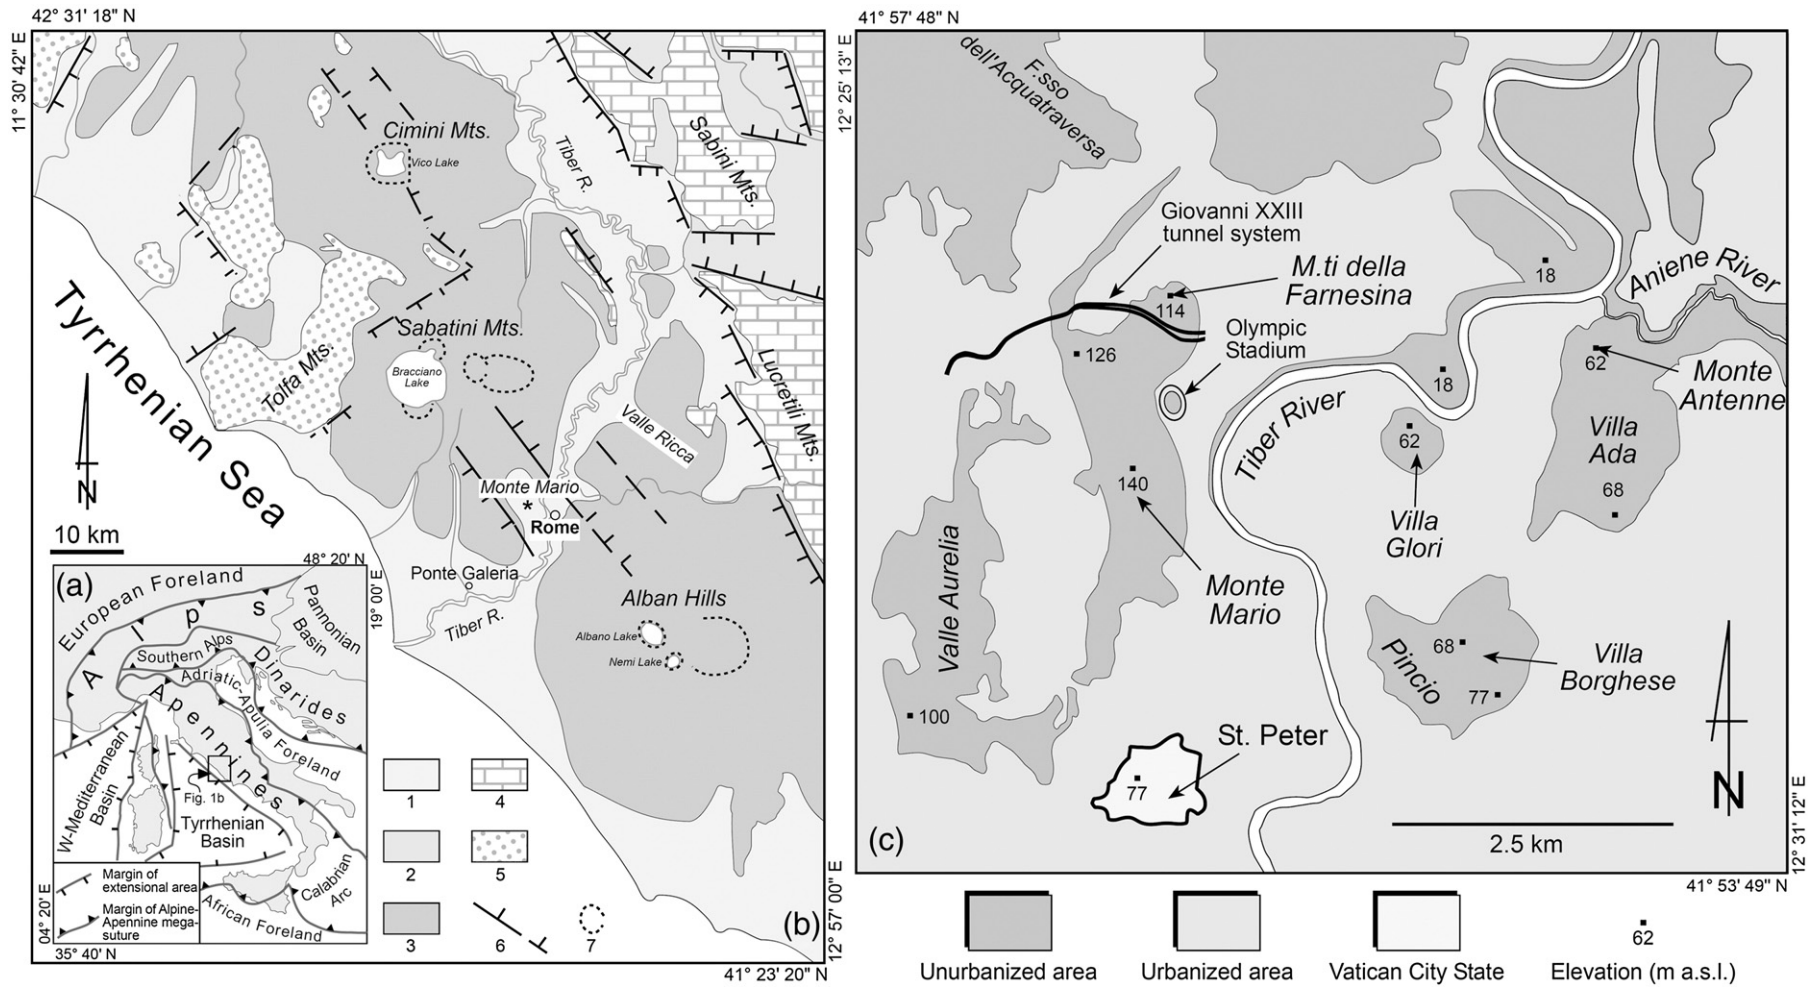 42° 31' 18" N
11° 30' 42" E
Cimini Mts.
Vico Lake
Tiber R.
Sabini Mts.
Tyrrhenian Sea
Tolfa Mts.
Sabatini Mts.
Bracciano
Lake
Lucretili Mts.
Valle Ricca
N
10 km
Monte Mario
*
Rome
Ponte Galeria
Tiber R.
Alban Hills
Albano Lake
Nemi Lake
(b)
12° 57' 00" E
41° 23' 20" N
(a)
48° 20' N
19° 00' E
European Foreland
Alps
Pannonian
Basin
Southern Alps
Dinarides
Adriatic-Apulia Foreland
Apennines
W-Mediterranean
Basin
Fig. 1b
Tyrrhenian
Basin
Calabrian
Arc
African Foreland
Margin of
extensional area
Margin of Alpine-
Apennine mega-
suture
04° 20' E
35° 40' N
1
2
3
4
5
6
7
41° 57' 48" N
12° 25' 13" E
F.sso
dell'Acquatraversa
Giovanni XXIII
tunnel system
M.ti della
Farnesina
114
126
Olympic
Stadium
18
Aniene River
18
62
Monte
Antenne
Tiber River
62
Villa
Ada
68
Villa
Glori
140
Monte
Mario
Valle Aurelia
100
68
77
Pincio
Villa
Borghese
St. Peter
77
N
2.5 km
(c)
12° 31' 12" E
41° 53' 49" N
Unurbanized area
Urbanized area
Vatican City State
62
Elevation (m a.s.l.)